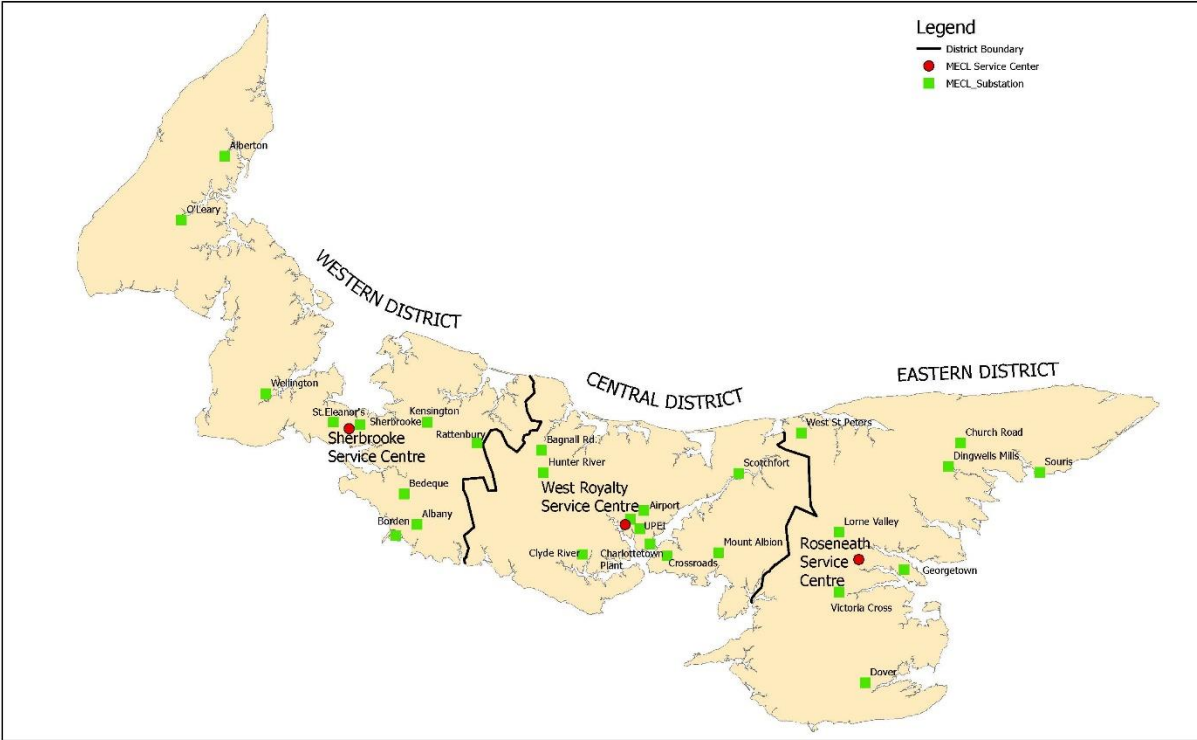 Legend
District Boundary
MECL Service Center
MECL_Substation
Alberton
O'Leary
WESTERN DISTRICT
CENTRAL DISTRICT
EASTERN DISTRICT
Wellington
St.Eleanor's
Sherbrooke
Kensington
Rattenbury
Sherbrooke
Service Centre
Bedeque
Albany
Borden
Bagnall Rd.
Hunter River
West Royalty
Service Centre
Airport
UPEI
Clyde River
Charlottetown
Plant
Crossroads
Scotchfort
Mount Albion
West St Peters
Church Road
Dingwells Mills
Souris
Lorne Valley
Roseneath
Service
Centre
Georgetown
Victoria Cross
Dover